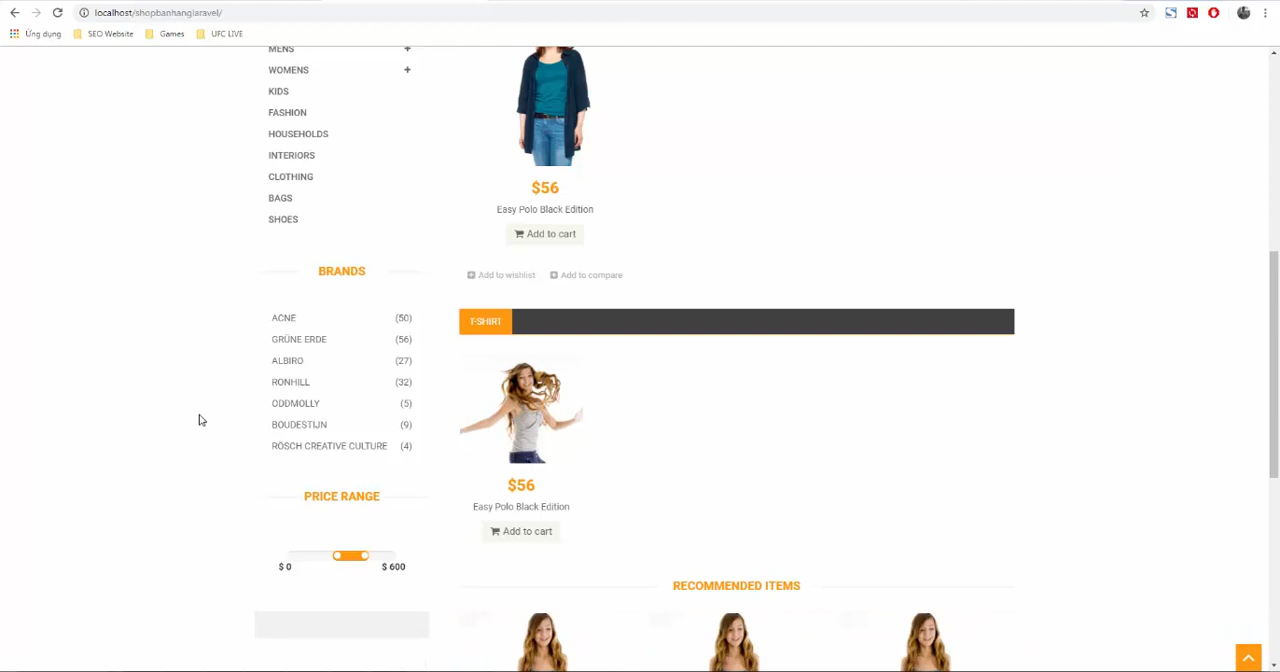 localhost/shopbanhanglaravel/
Ứng dụng SEO Website Games UFC LIVE
MENS +
WOMENS +
KIDS
FASHION
HOUSEHOLDS
INTERIORS
CLOTHING
BAGS
SHOES
BRANDS
ACNE (50)
GRÜNE ERDE (56)
ALBIRO (27)
RONHILL (32)
ODDMOLLY (5)
BOUDESTIJN (9)
RÖSCH CREATIVE CULTURE (4)
PRICE RANGE
$ 0 $ 600
$56
Easy Polo Black Edition
Add to cart
Add to wishlist Add to compare
T-SHIRT
$56
Easy Polo Black Edition
Add to cart
RECOMMENDED ITEMS